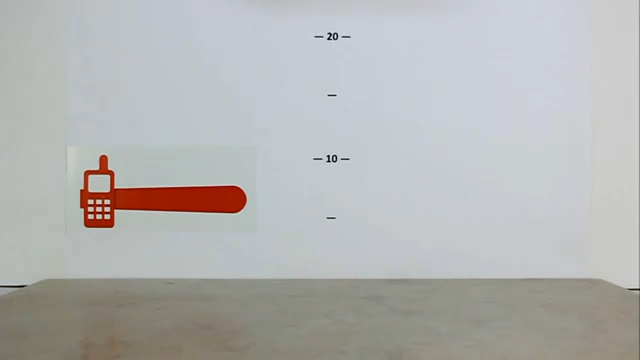 — 20 —
—
— 10 —
—